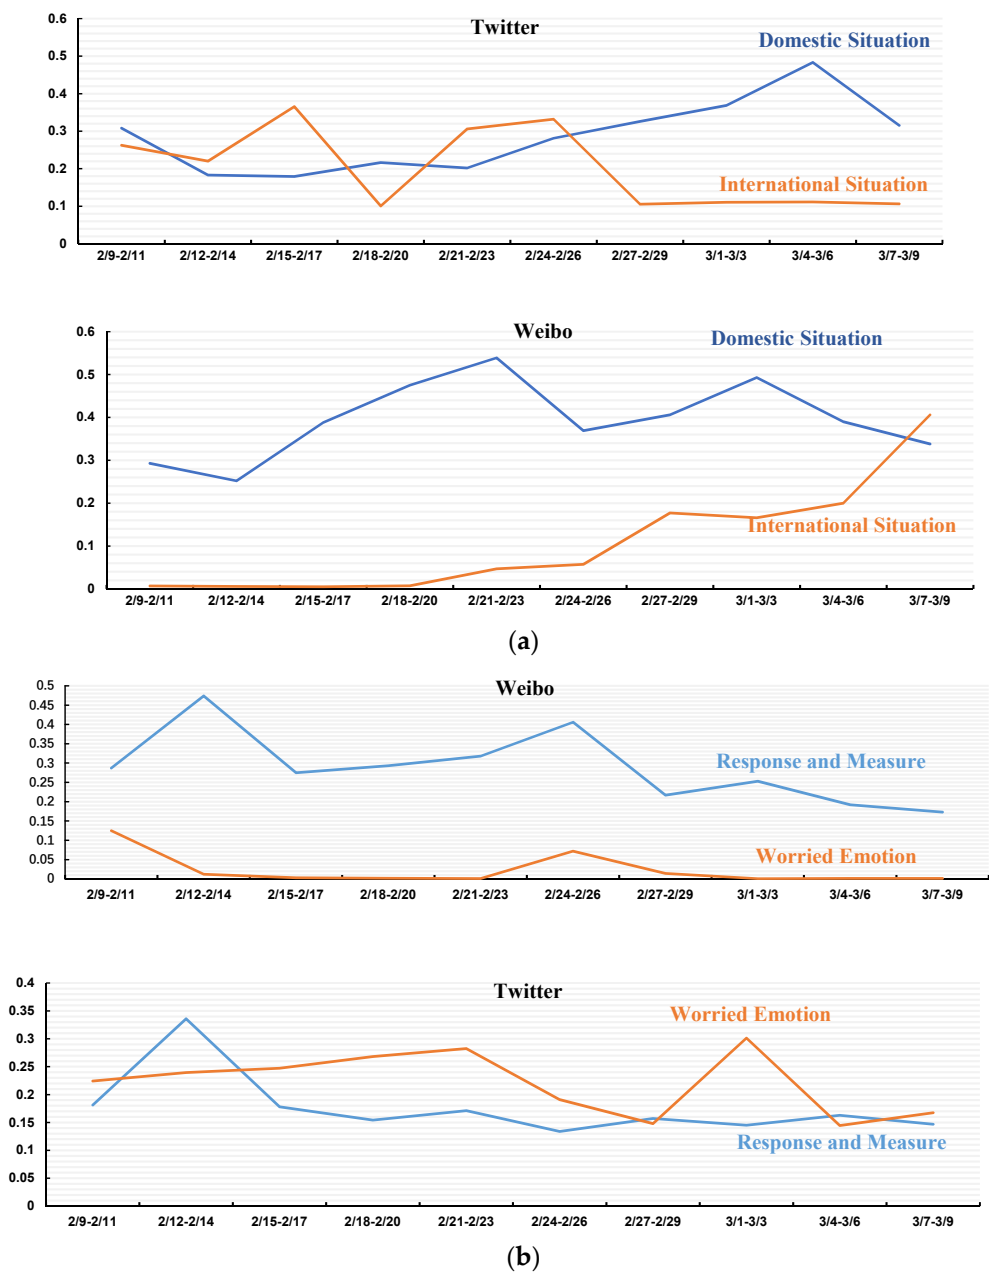 Twitter
Domestic Situation
International Situation
0.6
0.5
0.4
0.3
0.2
0.1
0
2/9-2/11 2/12-2/14 2/15-2/17 2/18-2/20 2/21-2/23 2/24-2/26 2/27-2/29 3/1-3/3 3/4-3/6 3/7-3/9
Weibo
Domestic Situation
International Situation
0.6
0.5
0.4
0.3
0.2
0.1
0
2/9-2/11 2/12-2/14 2/15-2/17 2/18-2/20 2/21-2/23 2/24-2/26 2/27-2/29 3/1-3/3 3/4-3/6 3/7-3/9
(a)
Weibo
Response and Measure
Worried Emotion
0.5
0.45
0.4
0.35
0.3
0.25
0.2
0.15
0.1
0.05
0
2/9-2/11 2/12-2/14 2/15-2/17 2/18-2/20 2/21-2/23 2/24-2/26 2/27-2/29 3/1-3/3 3/4-3/6 3/7-3/9
Twitter
Worried Emotion
Response and Measure
0.4
0.35
0.3
0.25
0.2
0.15
0.1
0.05
0
2/9-2/11 2/12-2/14 2/15-2/17 2/18-2/20 2/21-2/23 2/24-2/26 2/27-2/29 3/1-3/3 3/4-3/6 3/7-3/9
(b)